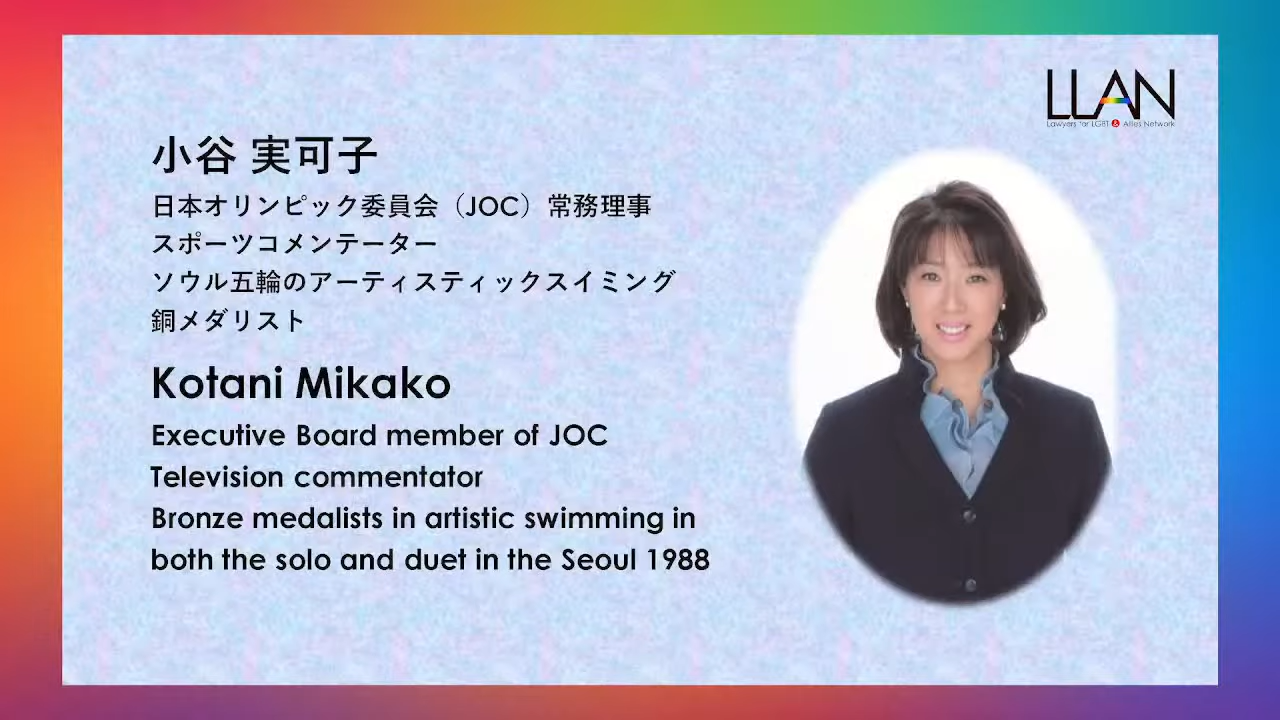 LLAN
Lawyers for LGBT & Allies Network
小谷 実可子
日本オリンピック委員会（JOC）常務理事
スポーツコメンテーター
ソウル五輪のアーティスティックスイミング
銅メダリスト
Kotani Mikako
Executive Board member of JOC
Television commentator
Bronze medalists in artistic swimming in
both the solo and duet in the Seoul 1988